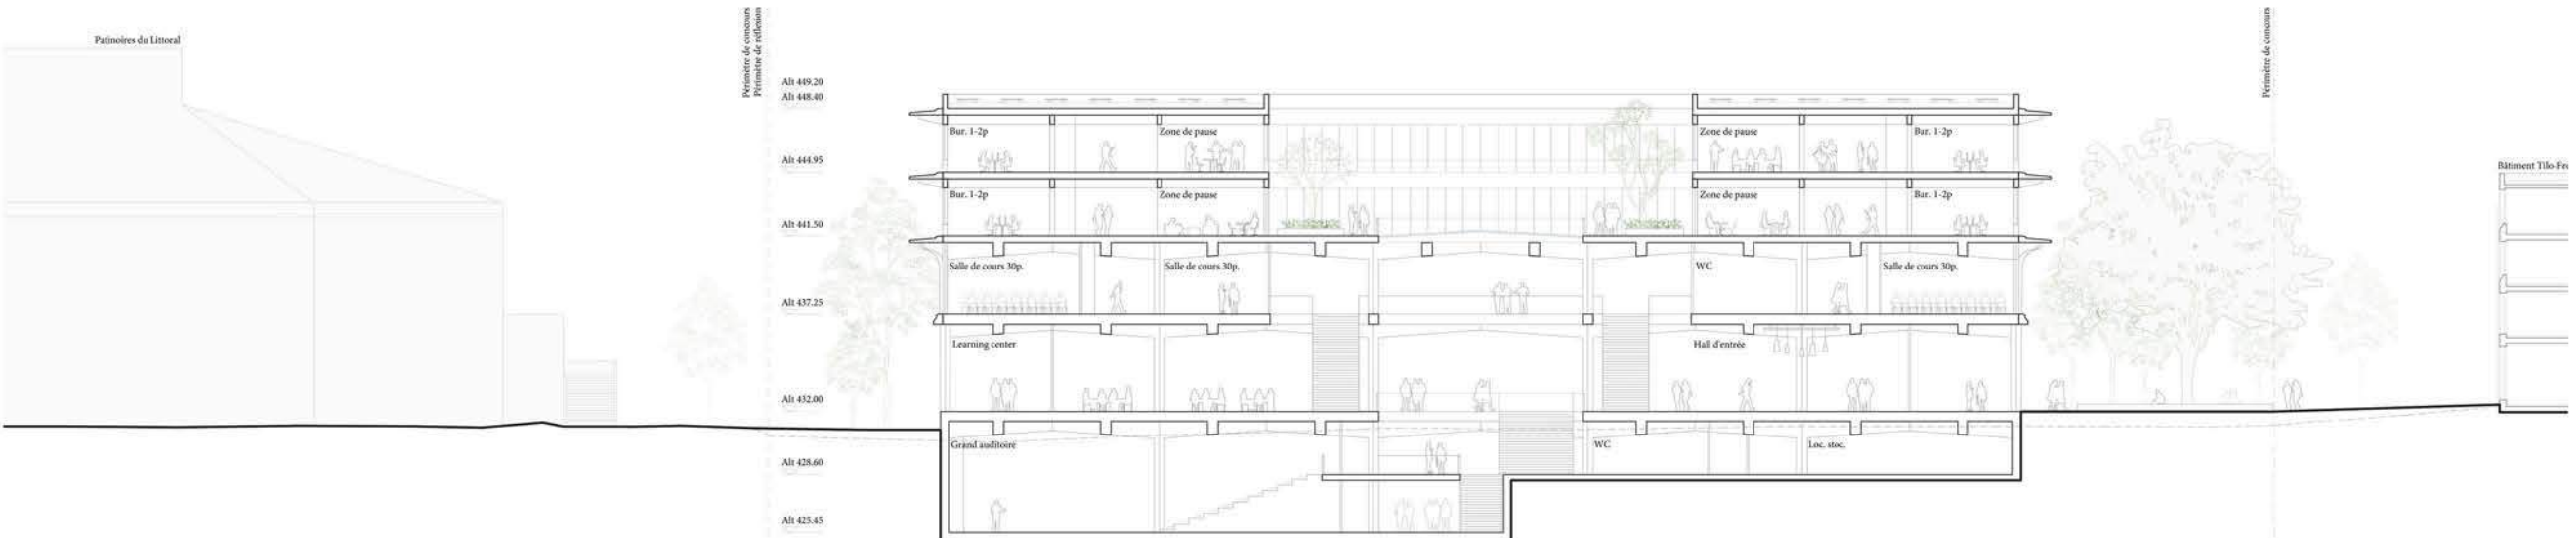 Patinoires du Littoral
Périmètre de concours
Périmètre de réflexion
Périmètre de concours
Alt 449.20
Alt 448.40
Bur. 1-2p
Zone de pause
Zone de pause
Bur. 1-2p
Alt 444.95
Bâtiment Tilo-Fre
Bur. 1-2p
Zone de pause
Zone de pause
Bur. 1-2p
Alt 441.50
Salle de cours 30p.
Salle de cours 30p.
WC
Salle de cours 30p.
Alt 437.25
Learning center
Hall d'entrée
Alt 432.00
Grand auditoire
WC
Loc. stoc.
Alt 428.60
Alt 425.45